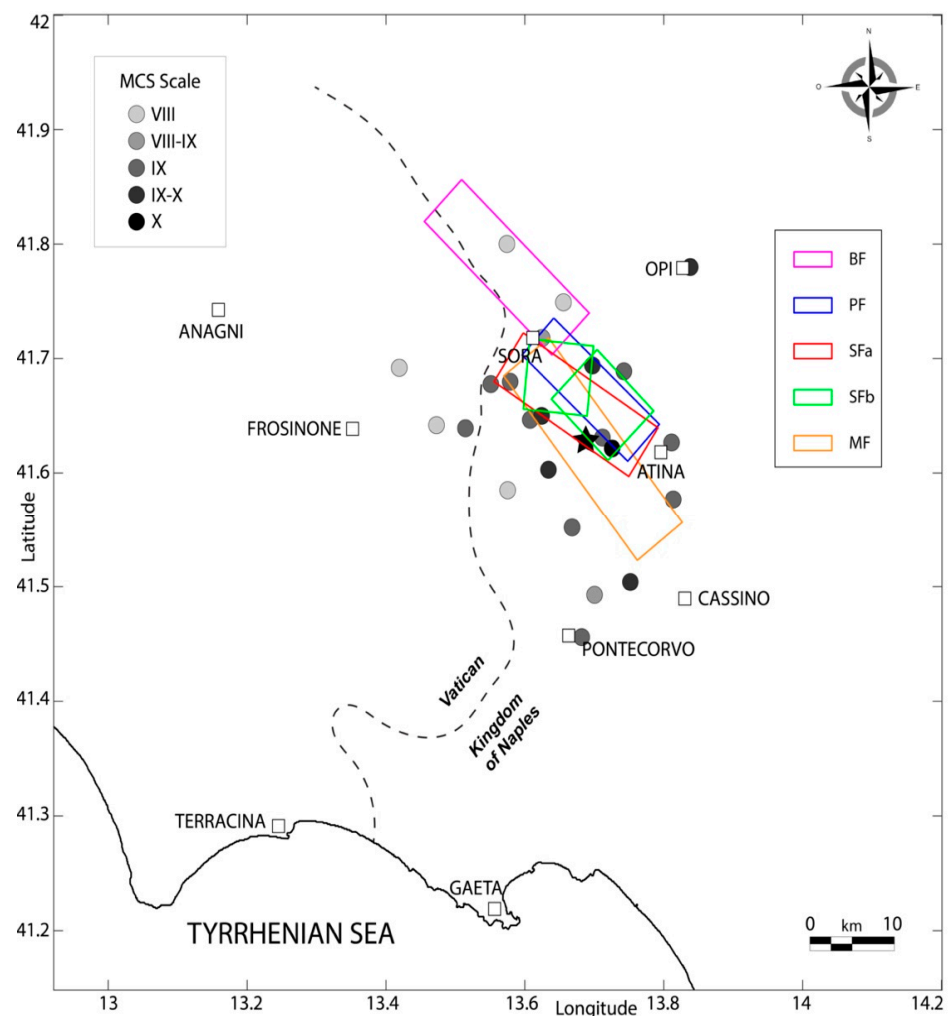 42
41.9
41.8
41.7
41.6
41.5
41.4
41.3
41.2
Latitude
MCS Scale
VIII
VIII-IX
IX
IX-X
X
N
O
E
S
BF
PF
SFa
SFb
MF
OPI
ANAGNI
SORA
FROSINONE
ATINA
CASSINO
PONTECORVO
Vatican
Kingdom
of Naples
TERRACINA
GAETA
TYRRHENIAN SEA
0 km 10
13
13.2
13.4
13.6
13.8
14
14.2
Longitude